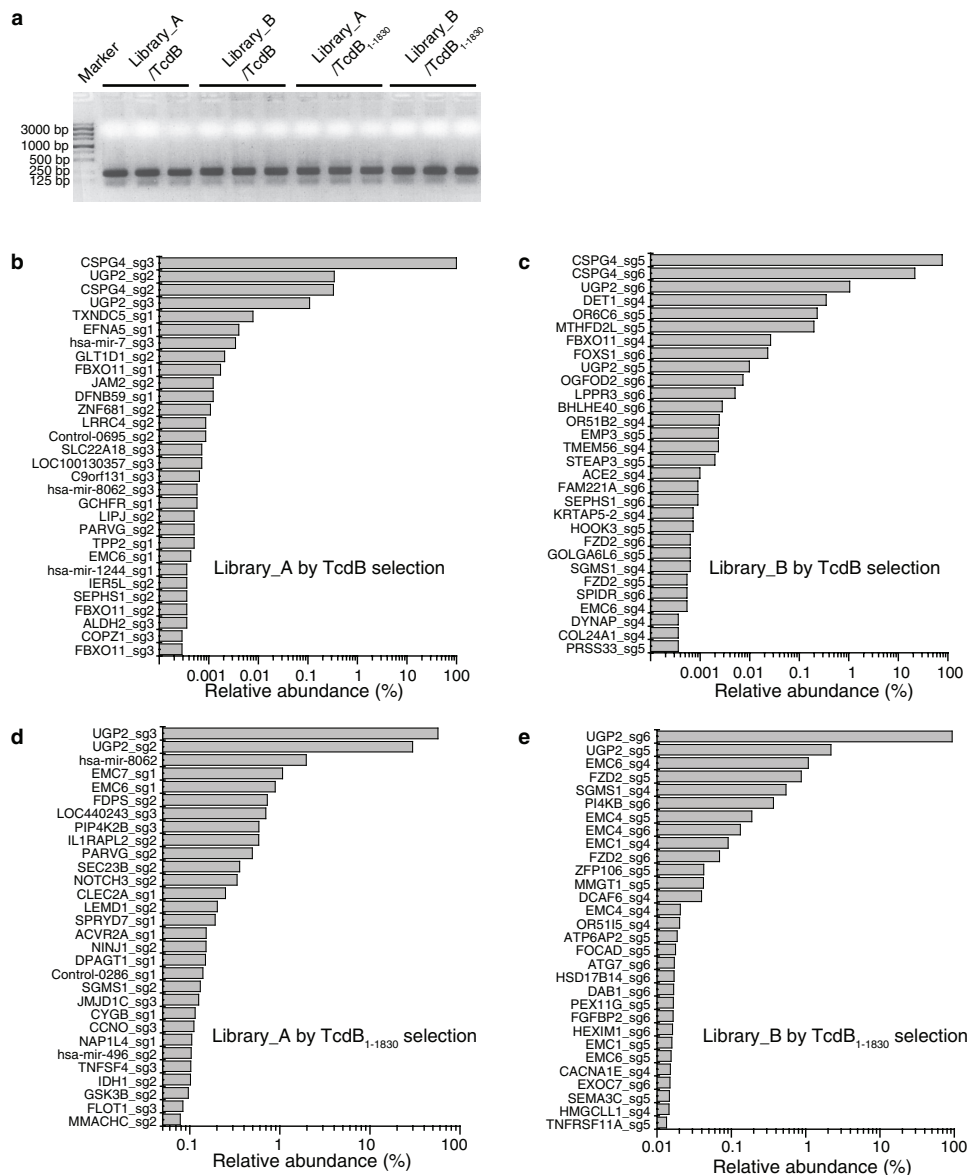 a
Marker
Library_A
/TcdB
Library_B
/TcdB
Library_A
/TcdB1-1830
Library_B
/TcdB1-1830
3000 bp
1000 bp
500 bp
250 bp
125 bp
b
CSPG4_sg3
UGP2_sg2
CSPG4_sg2
UGP2_sg3
TXNDC5_sg1
EFNA5_sg1
hsa-mir-7_sg3
GLT1D1_sg2
FBXO11_sg1
JAM2_sg2
DFNB59_sg1
ZNF681_sg2
LRRC4_sg2
Control-0695_sg2
SLC22A18_sg3
LOC100130357_sg3
C9orf131_sg3
hsa-mir-8062_sg3
GCHFR_sg1
LIPJ_sg2
PARVG_sg2
TPP2_sg1
EMC6_sg1
hsa-mir-1244_sg1
IER5L_sg2
SEPHS1_sg2
FBXO11_sg2
ALDH2_sg3
COPZ1_sg3
FBXO11_sg3
Library_A by TcdB selection
0.001 0.01 0.1 1 10 100
Relative abundance (%)
c
CSPG4_sg5
CSPG4_sg6
UGP2_sg6
DET1_sg4
OR6C6_sg5
MTHFD2L_sg5
FBXO11_sg4
FOXS1_sg6
UGP2_sg5
OGFOD2_sg6
LPPR3_sg6
BHLHE40_sg6
OR51B2_sg4
EMP3_sg5
TMEM56_sg4
STEAP3_sg5
ACE2_sg4
FAM221A_sg6
SEPHS1_sg6
KRTAP5-2_sg4
HOOK3_sg5
FZD2_sg6
GOLGA6L6_sg5
SGMS1_sg4
FZD2_sg5
SPIDR_sg6
EMC6_sg4
DYNAP_sg4
COL24A1_sg4
PRSS33_sg5
Library_B by TcdB selection
0.001 0.01 0.1 1 10 100
Relative abundance (%)
d
UGP2_sg3
UGP2_sg2
hsa-mir-8062
EMC7_sg1
EMC6_sg1
FDPS_sg2
LOC440243_sg3
PIP4K2B_sg3
IL1RAPL2_sg2
PARVG_sg2
SEC23B_sg2
NOTCH3_sg2
CLEC2A_sg1
LEMD1_sg2
SPRYD7_sg1
ACVR2A_sg1
NINJ1_sg2
DPAGT1_sg1
Control-0286_sg1
SGMS1_sg2
JMJD1C_sg3
CYGB_sg1
CCNO_sg3
NAP1L4_sg1
hsa-mir-496_sg2
TNFSF4_sg3
IDH1_sg2
GSK3B_sg2
FLOT1_sg3
MMACHC_sg2
Library_A by TcdB1-1830 selection
0.1 1 10 100
Relative abundance (%)
e
UGP2_sg6
UGP2_sg5
EMC6_sg4
FZD2_sg5
SGMS1_sg4
PI4KB_sg6
EMC4_sg5
EMC4_sg6
EMC1_sg4
FZD2_sg6
ZFP106_sg5
MMGT1_sg5
DCAF6_sg4
EMC4_sg4
OR51I5_sg4
ATP6AP2_sg5
FOCAD_sg5
ATG7_sg6
HSD17B14_sg6
DAB1_sg6
PEX11G_sg5
FGFBP2_sg6
HEXIM1_sg6
EMC1_sg5
EMC6_sg5
CACNA1E_sg4
EXOC7_sg6
SEMA3C_sg5
HMGCLL1_sg4
TNFRSF11A_sg5
Library_B by TcdB1-1830 selection
0.01 0.1 1 10 100
Relative abundance (%)